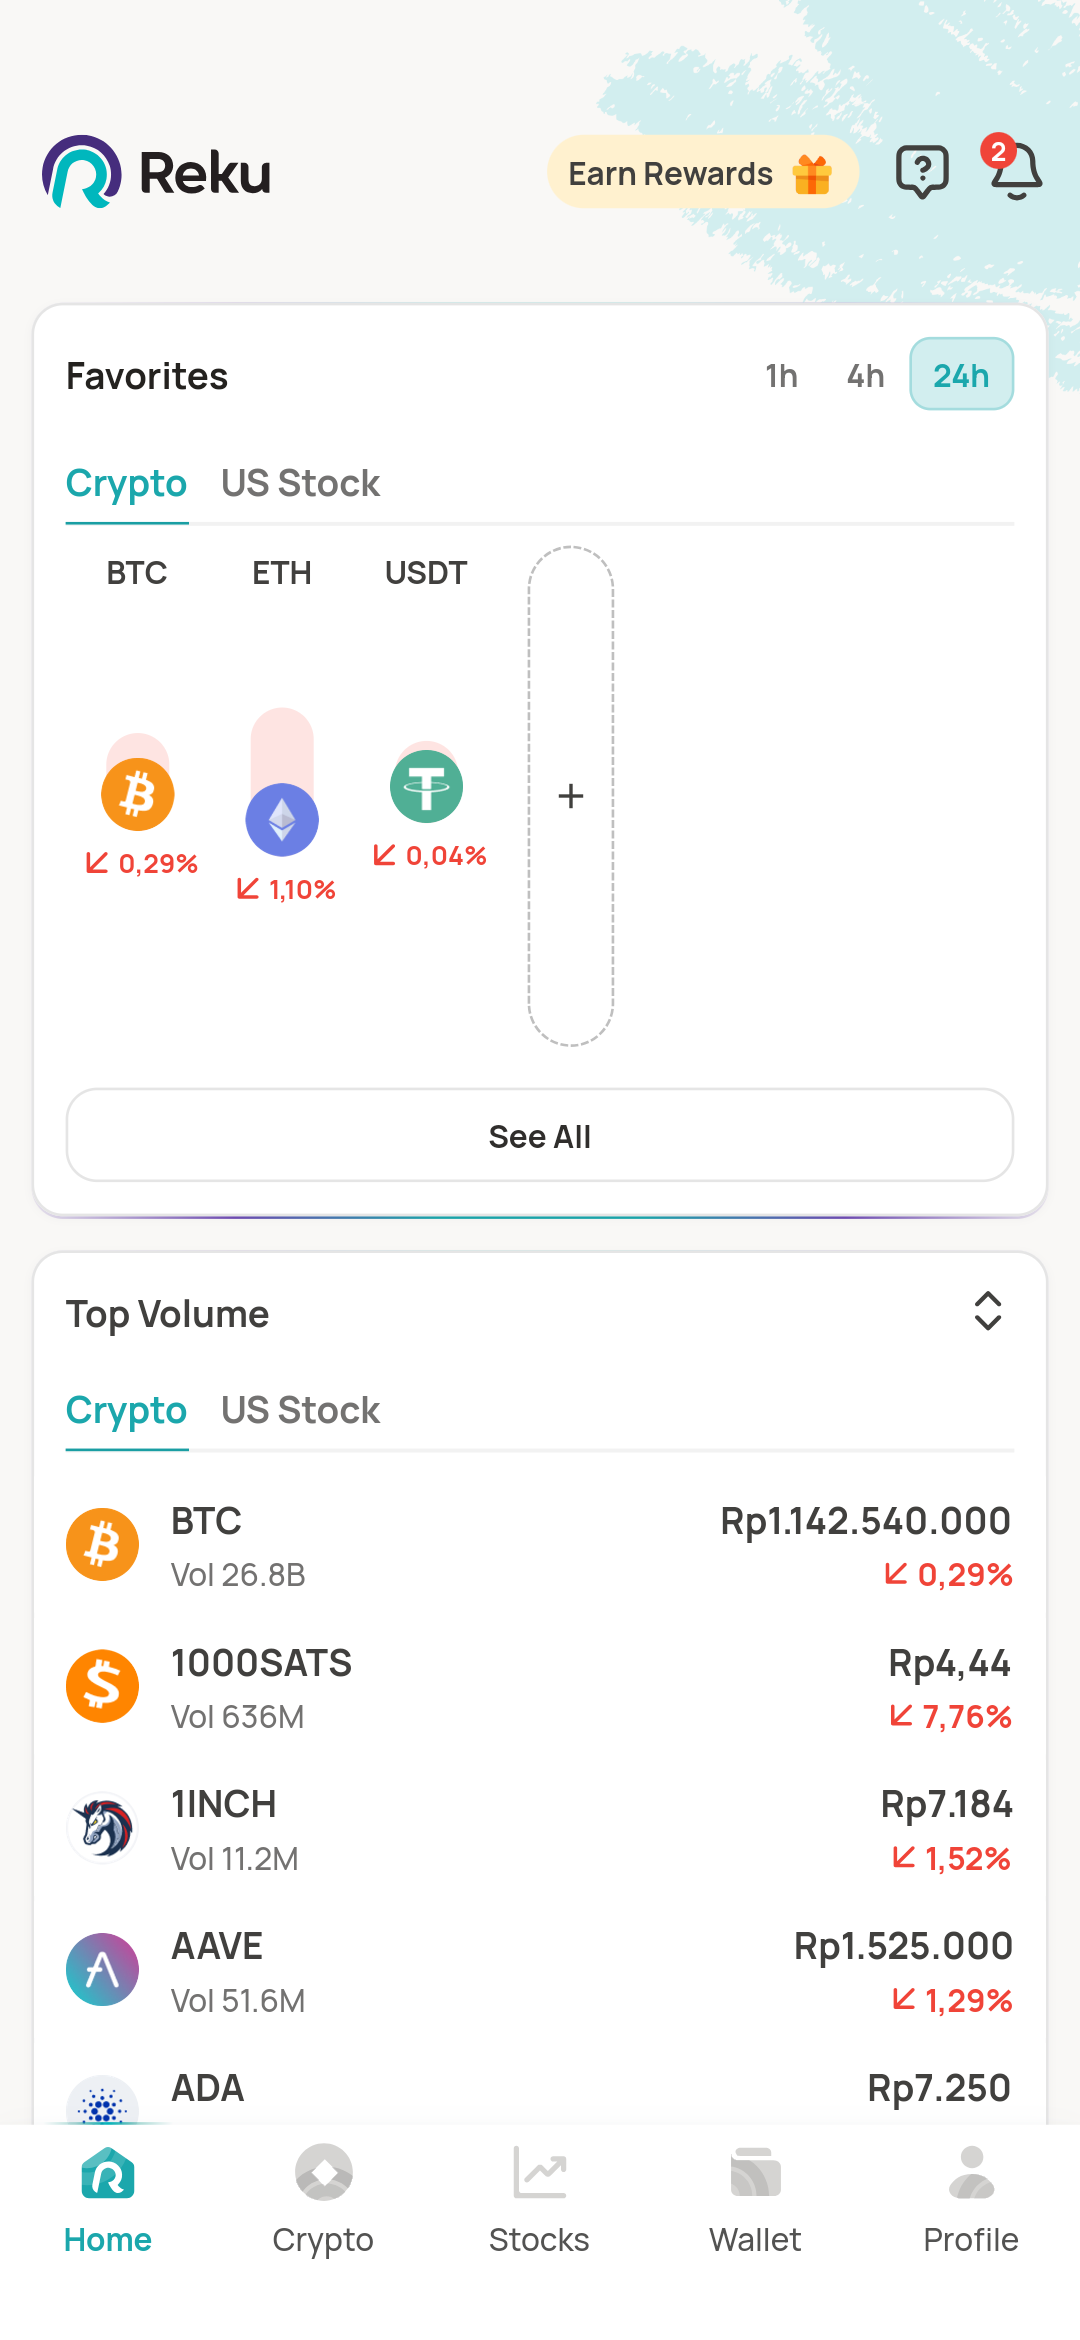 Reku
Earn Rewards
2
Favorites
1h 4h 24h
Crypto US Stock
BTC ETH USDT
0,29% 1,10% 0,04%
+
See All
Top Volume
Crypto US Stock
BTC Rp1.142.540.000
Vol 26.8B 0,29%
1000SATS Rp4,44
Vol 636M 7,76%
1INCH Rp7.184
Vol 11.2M 1,52%
AAVE Rp1.525.000
Vol 51.6M 1,29%
ADA Rp7.250
Home Crypto Stocks Wallet Profile